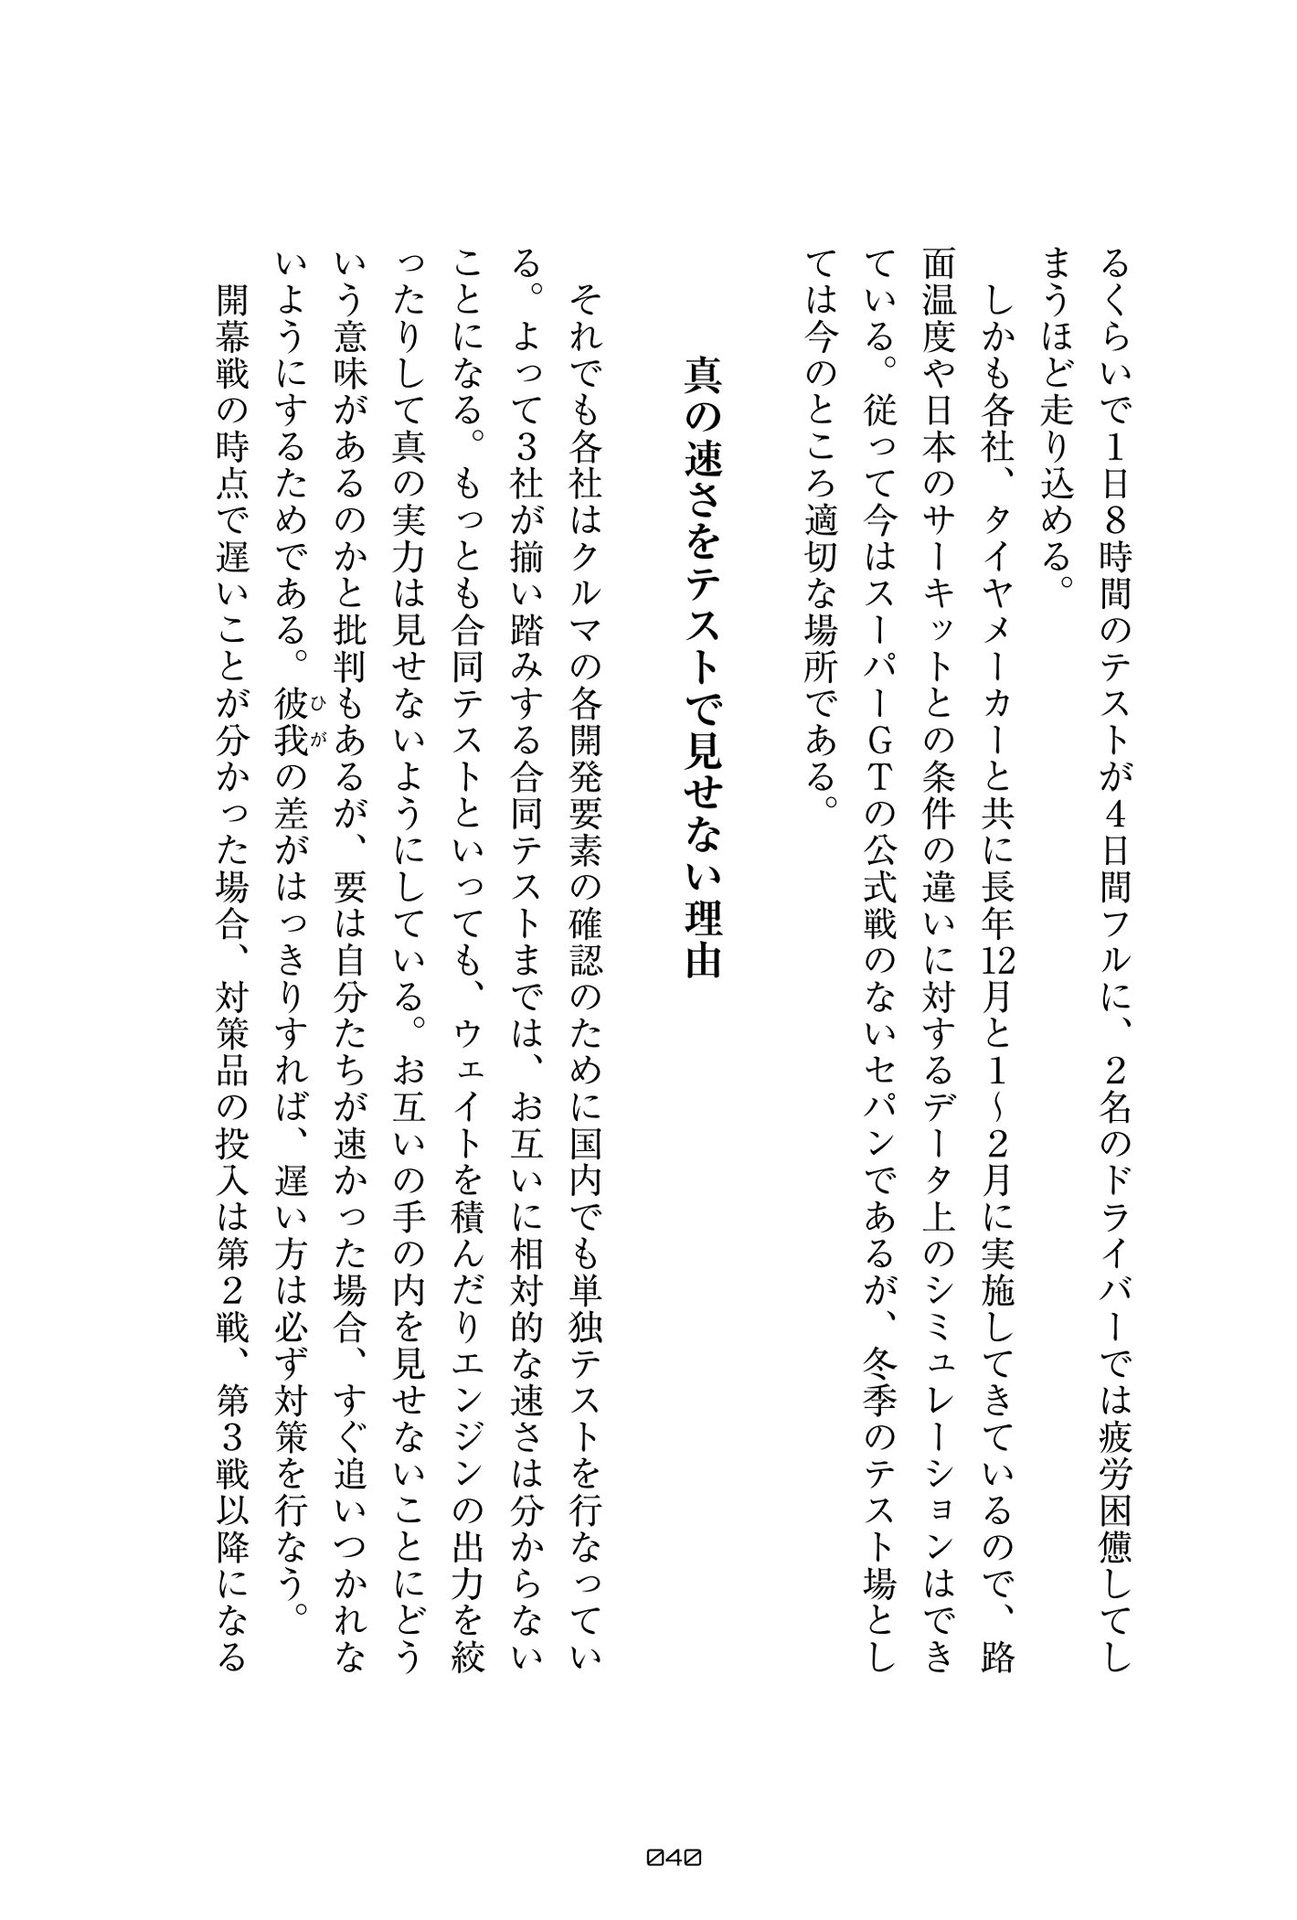 るくらいで1日8時間のテストが4日間フルに、2名のドライバーでは疲労困憊してし
まうほど走り込める。
しかも各社、タイヤメーカーと共に長年12月と1〜2月に実施してきているので、路
面温度や日本のサーキットとの条件の違いに対するデータ上のシミュレーションはでき
ている。従って今はスーパーGTの公式戦のないセパンであるが、冬季のテスト場とし
ては今のところ適切な場所である。
真の速さをテストで見せない理由
それでも各社はクルマの各開発要素の確認のために国内でも単独テストを行なってい
る。よって3社が揃い踏みする合同テストまでは、お互いに相対的な速さは分からない
ことになる。もっとも合同テストといっても、ウェイトを積んだりエンジンの出力を絞
ったりして真の実力は見せないようにしている。お互いの手の内を見せないことにどう
いう意味があるのかと批判もあるが、要は自分たちが速かった場合、すぐ追いつかれな
いようにするためである。彼我の差がはっきりすれば、遅い方は必ず対策を行なう。
ひが
開幕戦の時点で遅いことが分かった場合、対策品の投入は第2戦、第3戦以降になる
040